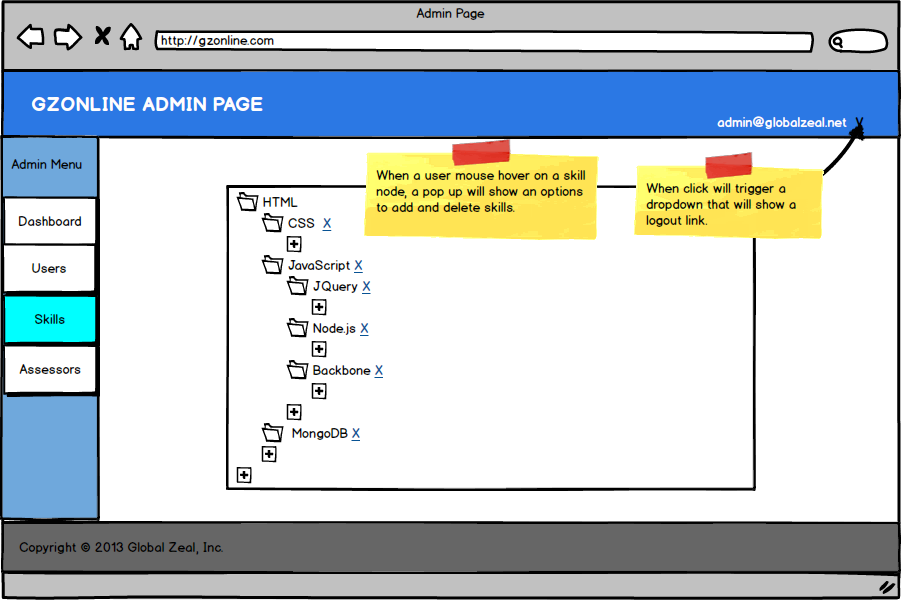 Admin Page
http://gzonline.com
GZONLINE ADMIN PAGE
admin@globalzeal.net
Admin Menu
Dashboard
Users
Skills
Assessors
When a user mouse hover on a skill
node, a pop up will show an options
to add and delete skills.
When click will trigger a
dropdown that will show a
logout link.
HTML
CSS X
JavaScript X
JQuery X
Node.js X
Backbone X
MongoDB X
Copyright © 2013 Global Zeal, Inc.